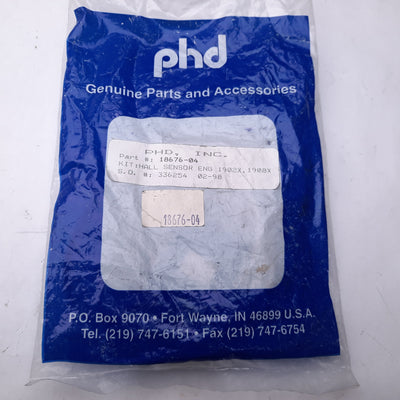 phd
Genuine Parts and Accessories
PHD, INC.
Part #: 18676-04
KIT:HALL SENSOR ENG 1902X,1908X
S.O. #: 336254 02-98
18676-04
P.O. Box 9070 • Fort Wayne, IN 46899 U.S.A.
Tel. (219) 747-6151 • Fax (219) 747-6754